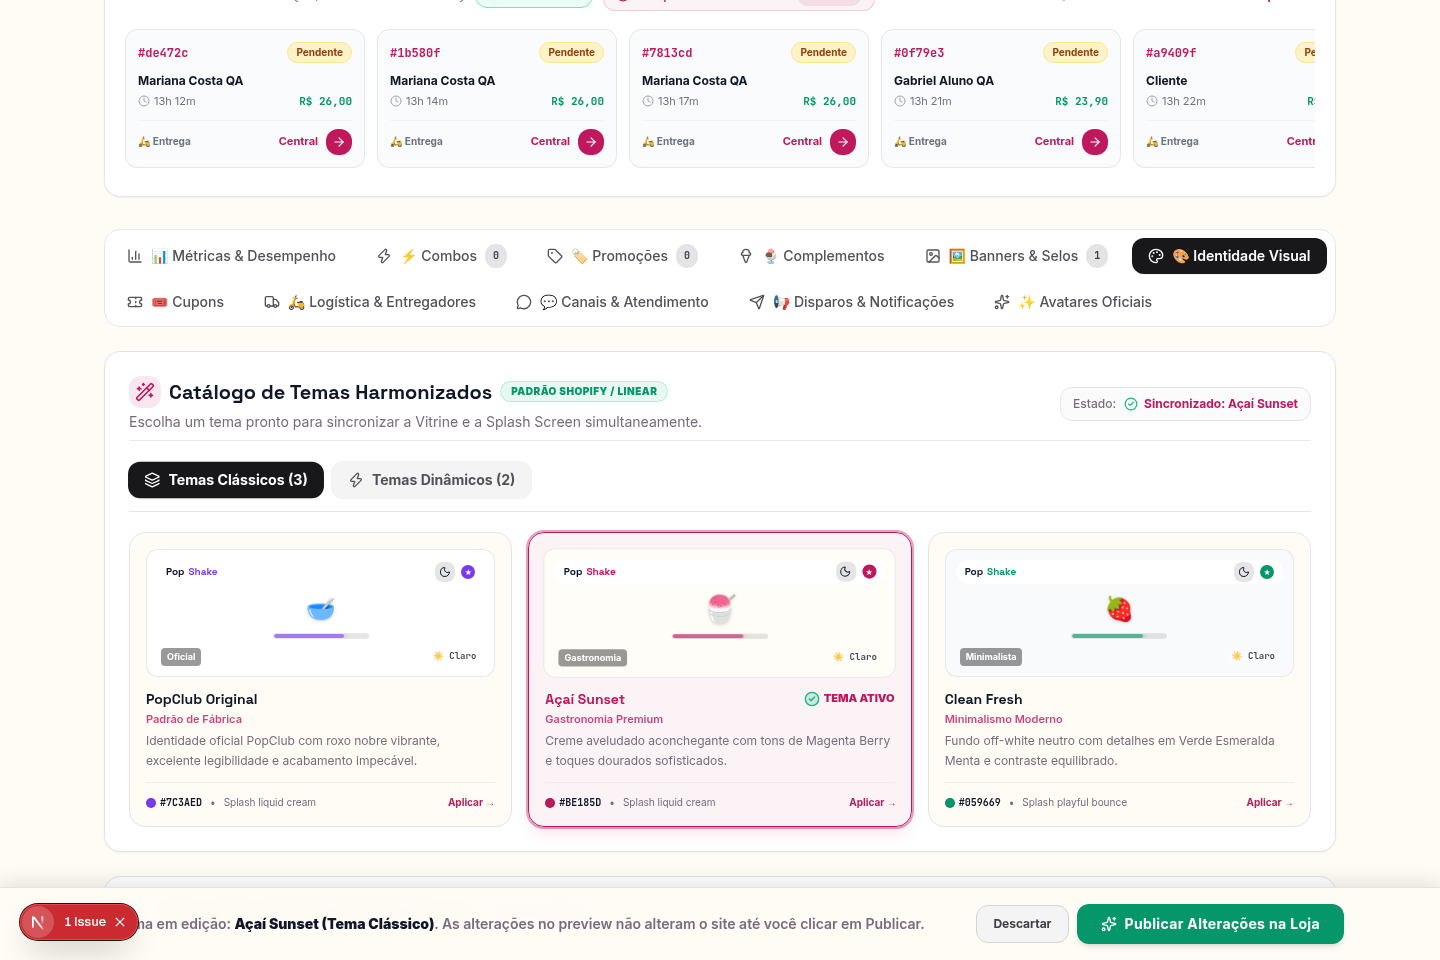 #de472c Pendente
Mariana Costa QA
13h 12m R$ 26,00
🛵 Entrega Central
#1b580f Pendente
Mariana Costa QA
13h 14m R$ 26,00
🛵 Entrega Central
#7813cd Pendente
Mariana Costa QA
13h 17m R$ 26,00
🛵 Entrega Central
#0f79e3 Pendente
Gabriel Aluno QA
13h 21m R$ 23,90
🛵 Entrega Central
#a9409f
Cliente
13h 22m
🛵 Entrega
📊 Métricas & Desempenho ⚡ Combos 0 🏷️ Promoções 0 🍨 Complementos 🖼️ Banners & Selos 1 🎨 Identidade Visual
🎟️ Cupons 🛵 Logística & Entregadores 💬 Canais & Atendimento 📢 Disparos & Notificações ✨ Avatares Oficiais
Catálogo de Temas Harmonizados PADRÃO SHOPIFY / LINEAR
Escolha um tema pronto para sincronizar a Vitrine e a Splash Screen simultaneamente.
Estado: Sincronizado: Açaí Sunset
Temas Clássicos (3) Temas Dinâmicos (2)
Pop Shake
Oficial ☀️ Claro
PopClub Original
Padrão de Fábrica
Identidade oficial PopClub com roxo nobre vibrante,
excelente legibilidade e acabamento impecável.
#7C3AED • Splash liquid cream Aplicar →
Pop Shake
Gastronomia ☀️ Claro
Açaí Sunset TEMA ATIVO
Gastronomia Premium
Creme aveludado aconchegante com tons de Magenta Berry
e toques dourados sofisticados.
#BE185D • Splash liquid cream Aplicar →
Pop Shake
Minimalista ☀️ Claro
Clean Fresh
Minimalismo Moderno
Fundo off-white neutro com detalhes em Verde Esmeralda
Menta e contraste equilibrado.
#059669 • Splash playful bounce Aplicar →
N 1 Issue
em edição: Açaí Sunset (Tema Clássico). As alterações no preview não alteram o site até você clicar em Publicar.
Descartar
Publicar Alterações na Loja